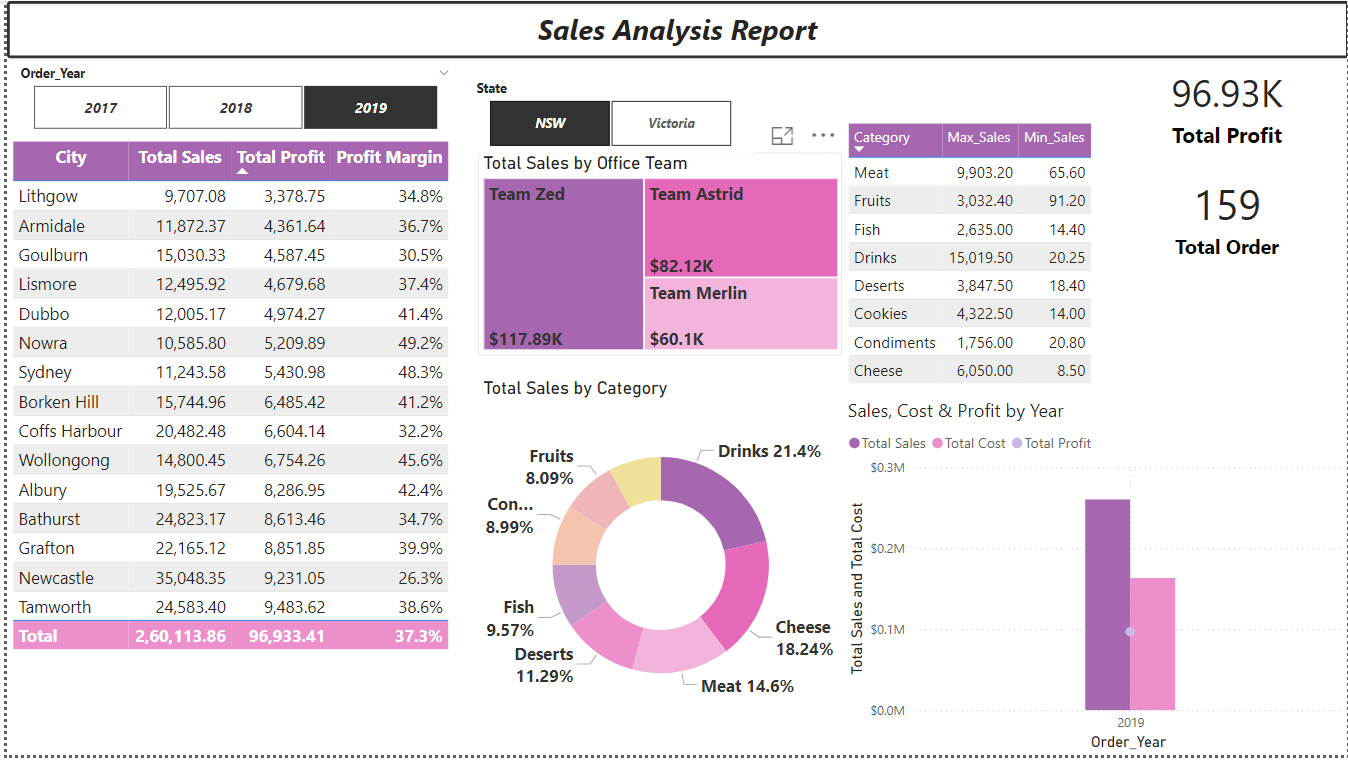 Sales Analysis Report
Order_Year
2017 2018 2019
City Total Sales Total Profit Profit Margin
Lithgow 9,707.08 3,378.75 34.8%
Armidale 11,872.37 4,361.64 36.7%
Goulburn 15,030.33 4,587.45 30.5%
Lismore 12,495.92 4,679.68 37.4%
Dubbo 12,005.17 4,974.27 41.4%
Nowra 10,585.80 5,209.89 49.2%
Sydney 11,243.58 5,430.98 48.3%
Borken Hill 15,744.96 6,485.42 41.2%
Coffs Harbour 20,482.48 6,604.14 32.2%
Wollongong 14,800.45 6,754.26 45.6%
Albury 19,525.67 8,286.95 42.4%
Bathurst 24,823.17 8,613.46 34.7%
Grafton 22,165.12 8,851.85 39.9%
Newcastle 35,048.35 9,231.05 26.3%
Tamworth 24,583.40 9,483.62 38.6%
Total 2,60,113.86 96,933.41 37.3%
State
NSW Victoria
Total Sales by Office Team
Team Zed
$117.89K
Team Astrid
$82.12K
Team Merlin
$60.1K
Total Sales by Category
Drinks 21.4%
Cheese
18.24%
Meat 14.6%
Deserts
11.29%
Fish
9.57%
Con...
8.99%
Fruits
8.09%
Category Max_Sales Min_Sales
Meat 9,903.20 65.60
Fruits 3,032.40 91.20
Fish 2,635.00 14.40
Drinks 15,019.50 20.25
Deserts 3,847.50 18.40
Cookies 4,322.50 14.00
Condiments 1,756.00 20.80
Cheese 6,050.00 8.50
96.93K
Total Profit
159
Total Order
Sales, Cost & Profit by Year
Total Sales Total Cost Total Profit
Total Sales and Total Cost
$0.3M
$0.2M
$0.1M
$0.0M
2019
Order_Year